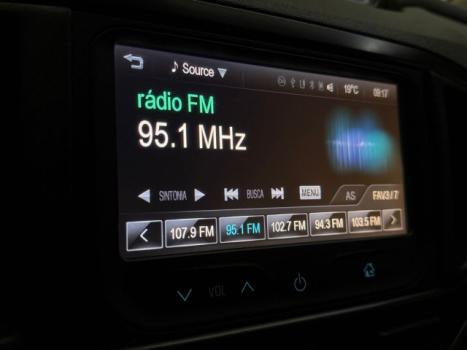 Source
19°C
09:17
rádio FM
95.1 MHz
SINTONIA
BUSCA
MENU
AS
FAV3/7
107.9 FM
95.1 FM
102.7 FM
94.3 FM
103.5 FM
VOL